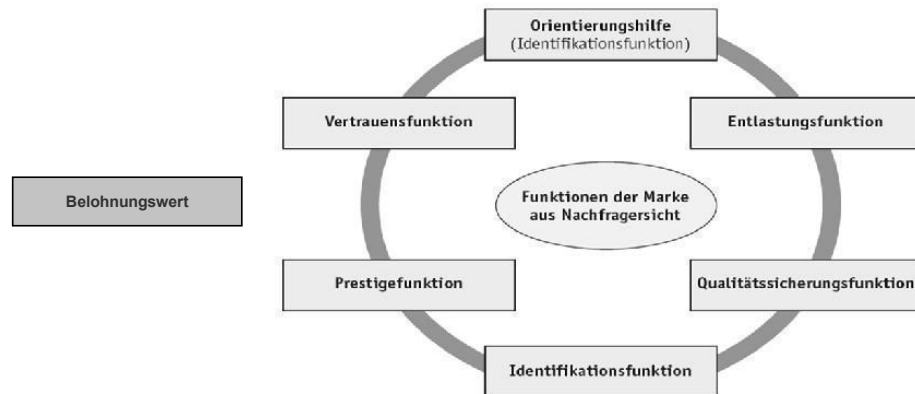 Orientierungshilfe
(Identifikationsfunktion)
Vertrauensfunktion
Entlastungsfunktion
Belohnungswert
Funktionen der Marke
aus Nachfragersicht
Prestigefunktion
Qualitätssicherungsfunktion
Identifikationsfunktion